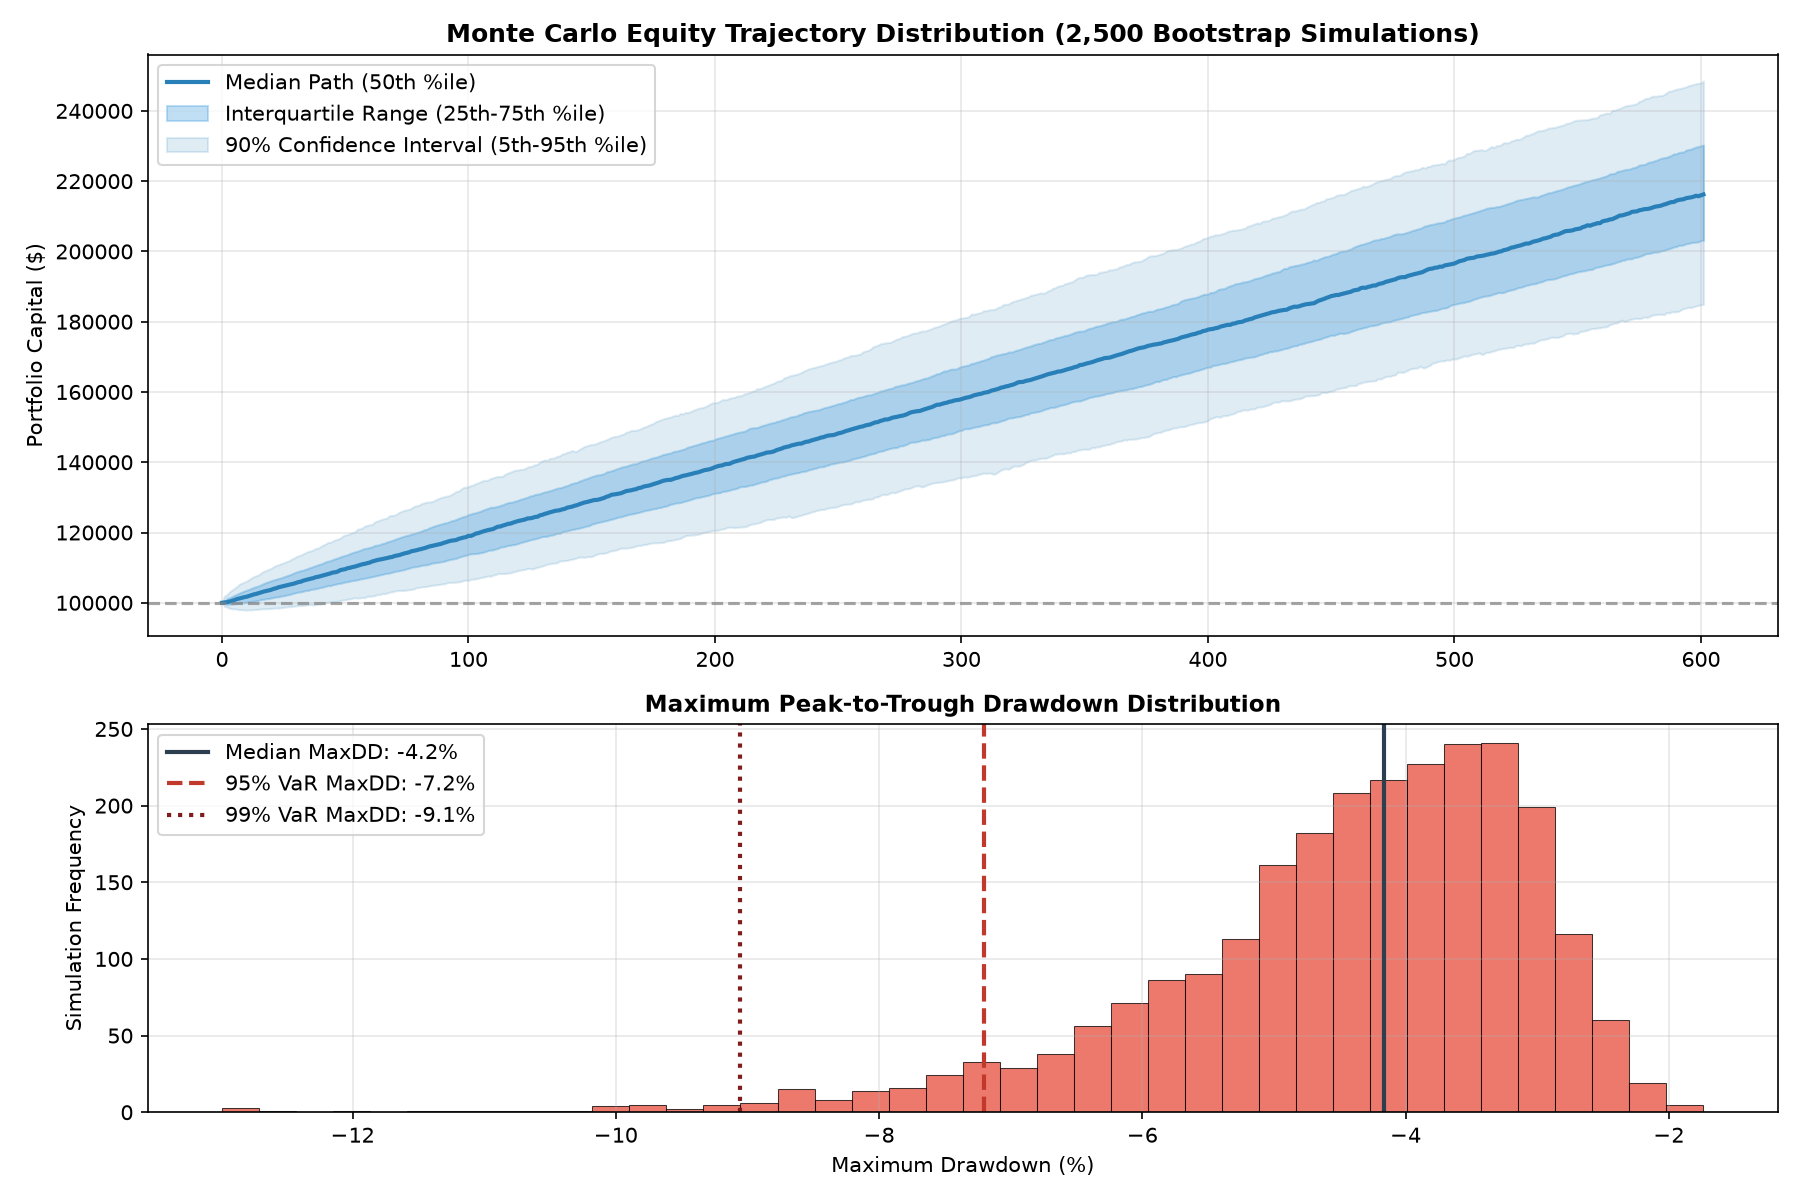 Monte Carlo Equity Trajectory Distribution (2,500 Bootstrap Simulations)
Median Path (50th %ile)
Interquartile Range (25th-75th %ile)
90% Confidence Interval (5th-95th %ile)
Portfolio Capital ($)
240000
220000
200000
180000
160000
140000
120000
100000
0 100 200 300 400 500 600
Maximum Peak-to-Trough Drawdown Distribution
Median MaxDD: -4.2%
95% VaR MaxDD: -7.2%
99% VaR MaxDD: -9.1%
Simulation Frequency
250
200
150
100
50
0
−12 −10 −8 −6 −4 −2
Maximum Drawdown (%)